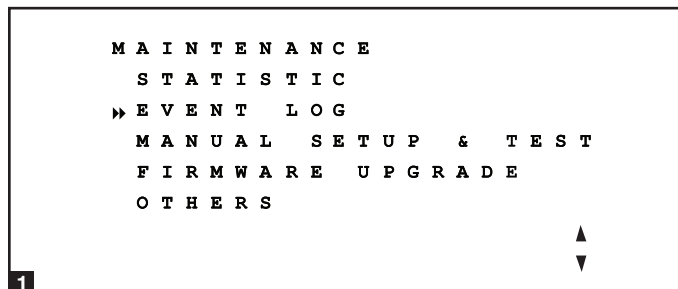 MAINTENANCE
STATISTIC
EVENT LOG
MANUAL SETUP & TEST
FIRMWARE UPGRADE
OTHERS
1